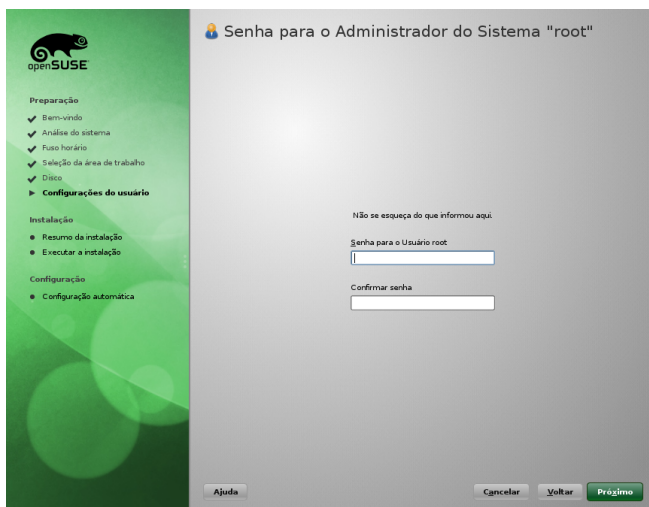 openSUSE
Preparação
Bem-vindo
Análise do sistema
Fuso horário
Seleção da área de trabalho
Disco
Configurações do usuário
Instalação
Resumo da instalação
Executar a instalação
Configuração
Configuração automática
Senha para o Administrador do Sistema "root"
Não se esqueça do que informou aqui.
Senha para o Usuário root
Confirmar senha
Ajuda
Cancelar
Voltar
Próximo